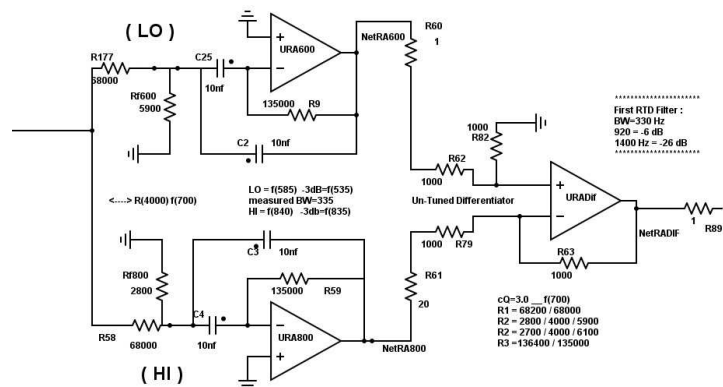 ( LO )
R177
68000
Rf600
5900
C25
10nf
URA600
135000
R9
C2
10nf
NetRA600
R60
1
1000
R82
R62
1000
*********************
First RTD Filter :
BW=330 Hz
920 = -6 dB
1400 Hz = -26 dB
*********************
<----> R(4000) f(700)
LO = f(585) -3dB=f(535)
measured BW=335
HI = f(840) -3db=f(835)
Un-Tuned Differentiator
URADif
1
R89
NetRADIF
1000
R79
R63
1000
Rf800
2800
C3
10nf
135000
R59
R61
20
R58
68000
C4
10nf
URA800
NetRA800
( HI )
cQ=3.0 __ f(700)
R1 = 68200 / 68000
R2 = 2800 / 4000 / 5900
R2 = 2700 / 4000 / 6100
R3 = 136400 / 135000